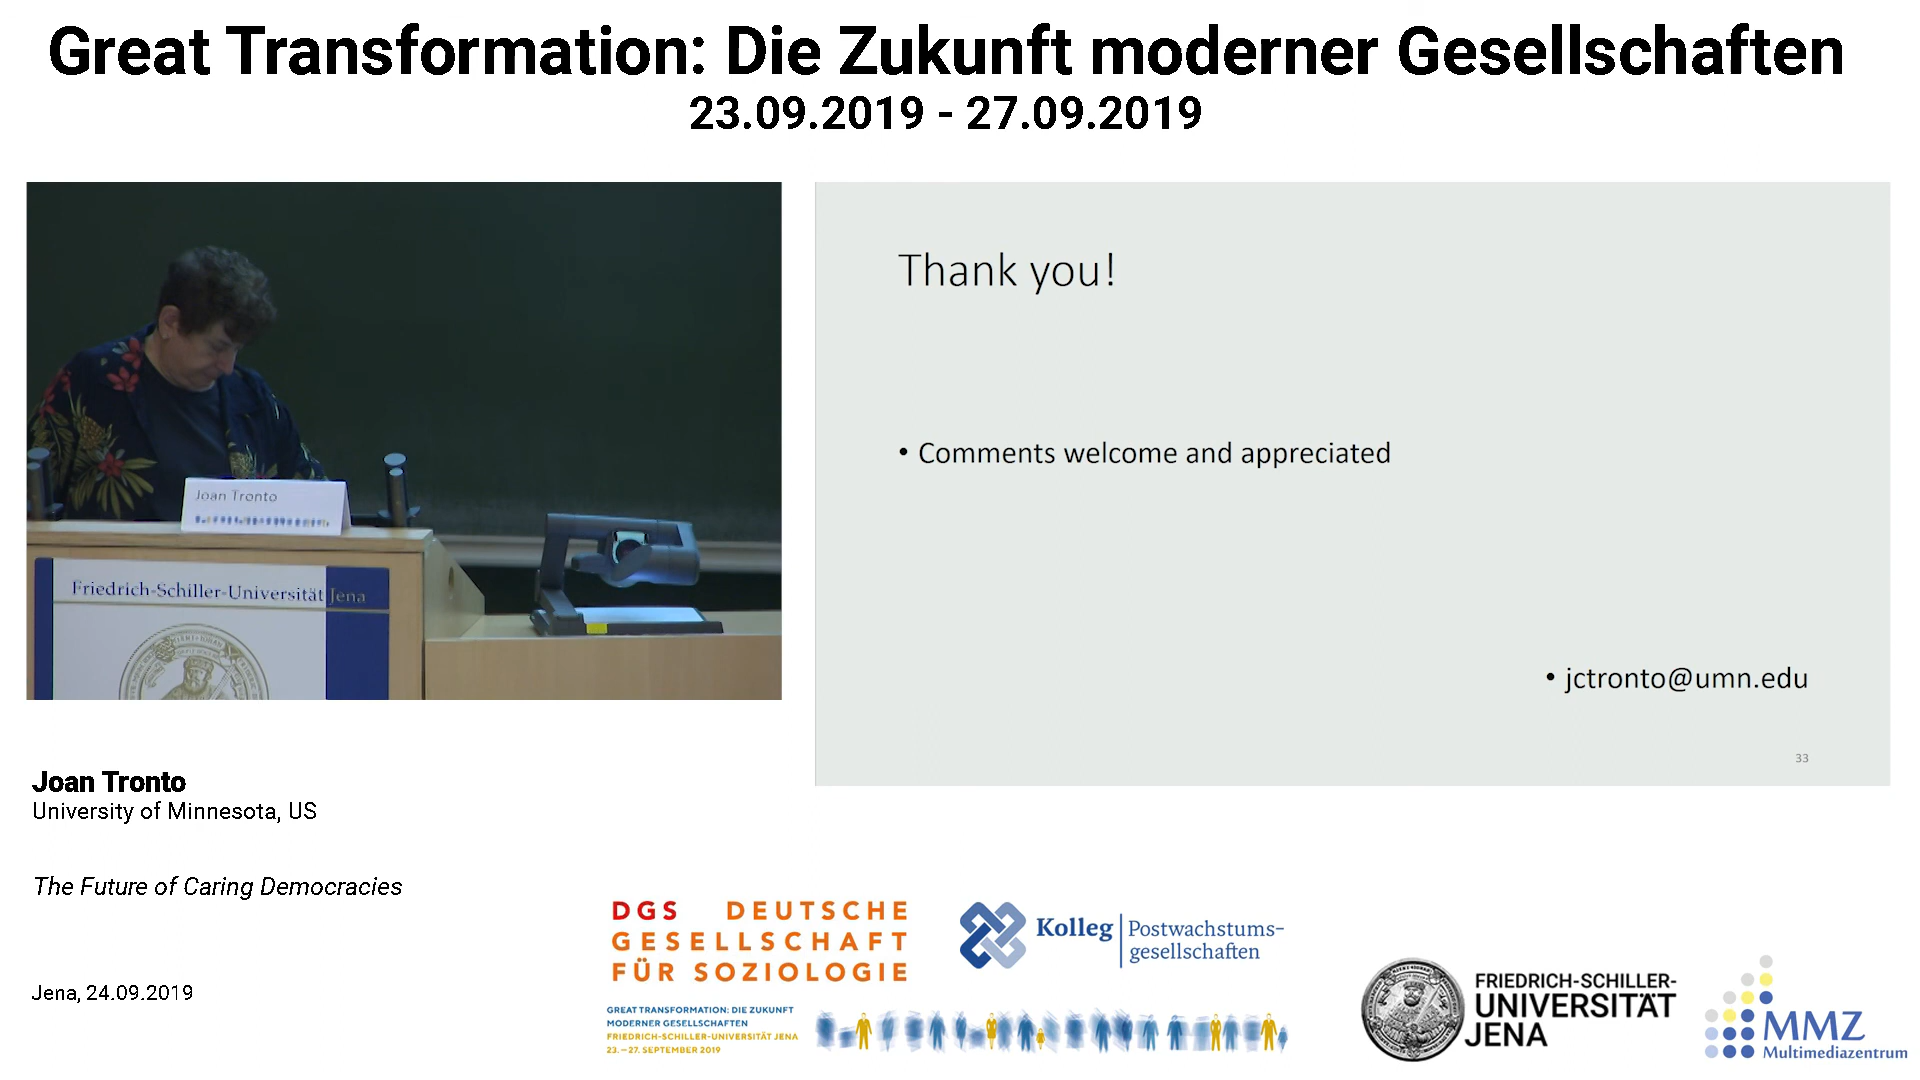 Great Transformation: Die Zukunft moderner Gesellschaften
23.09.2019 - 27.09.2019
Joan Tronto
Friedrich-Schiller-Universität Jena
Thank you!
• Comments welcome and appreciated
• jctronto@umn.edu
33
Joan Tronto
University of Minnesota, US
The Future of Caring Democracies
Jena, 24.09.2019
DGS DEUTSCHE
GESELLSCHAFT
FÜR SOZIOLOGIE
Kolleg Postwachstums-
gesellschaften
GREAT TRANSFORMATION: DIE ZUKUNFT
MODERNER GESELLSCHAFTEN
FRIEDRICH-SCHILLER-UNIVERSITÄT JENA
23.–27. SEPTEMBER 2019
FRIEDRICH-SCHILLER-
UNIVERSITÄT
JENA
MMZ
Multimediazentrum